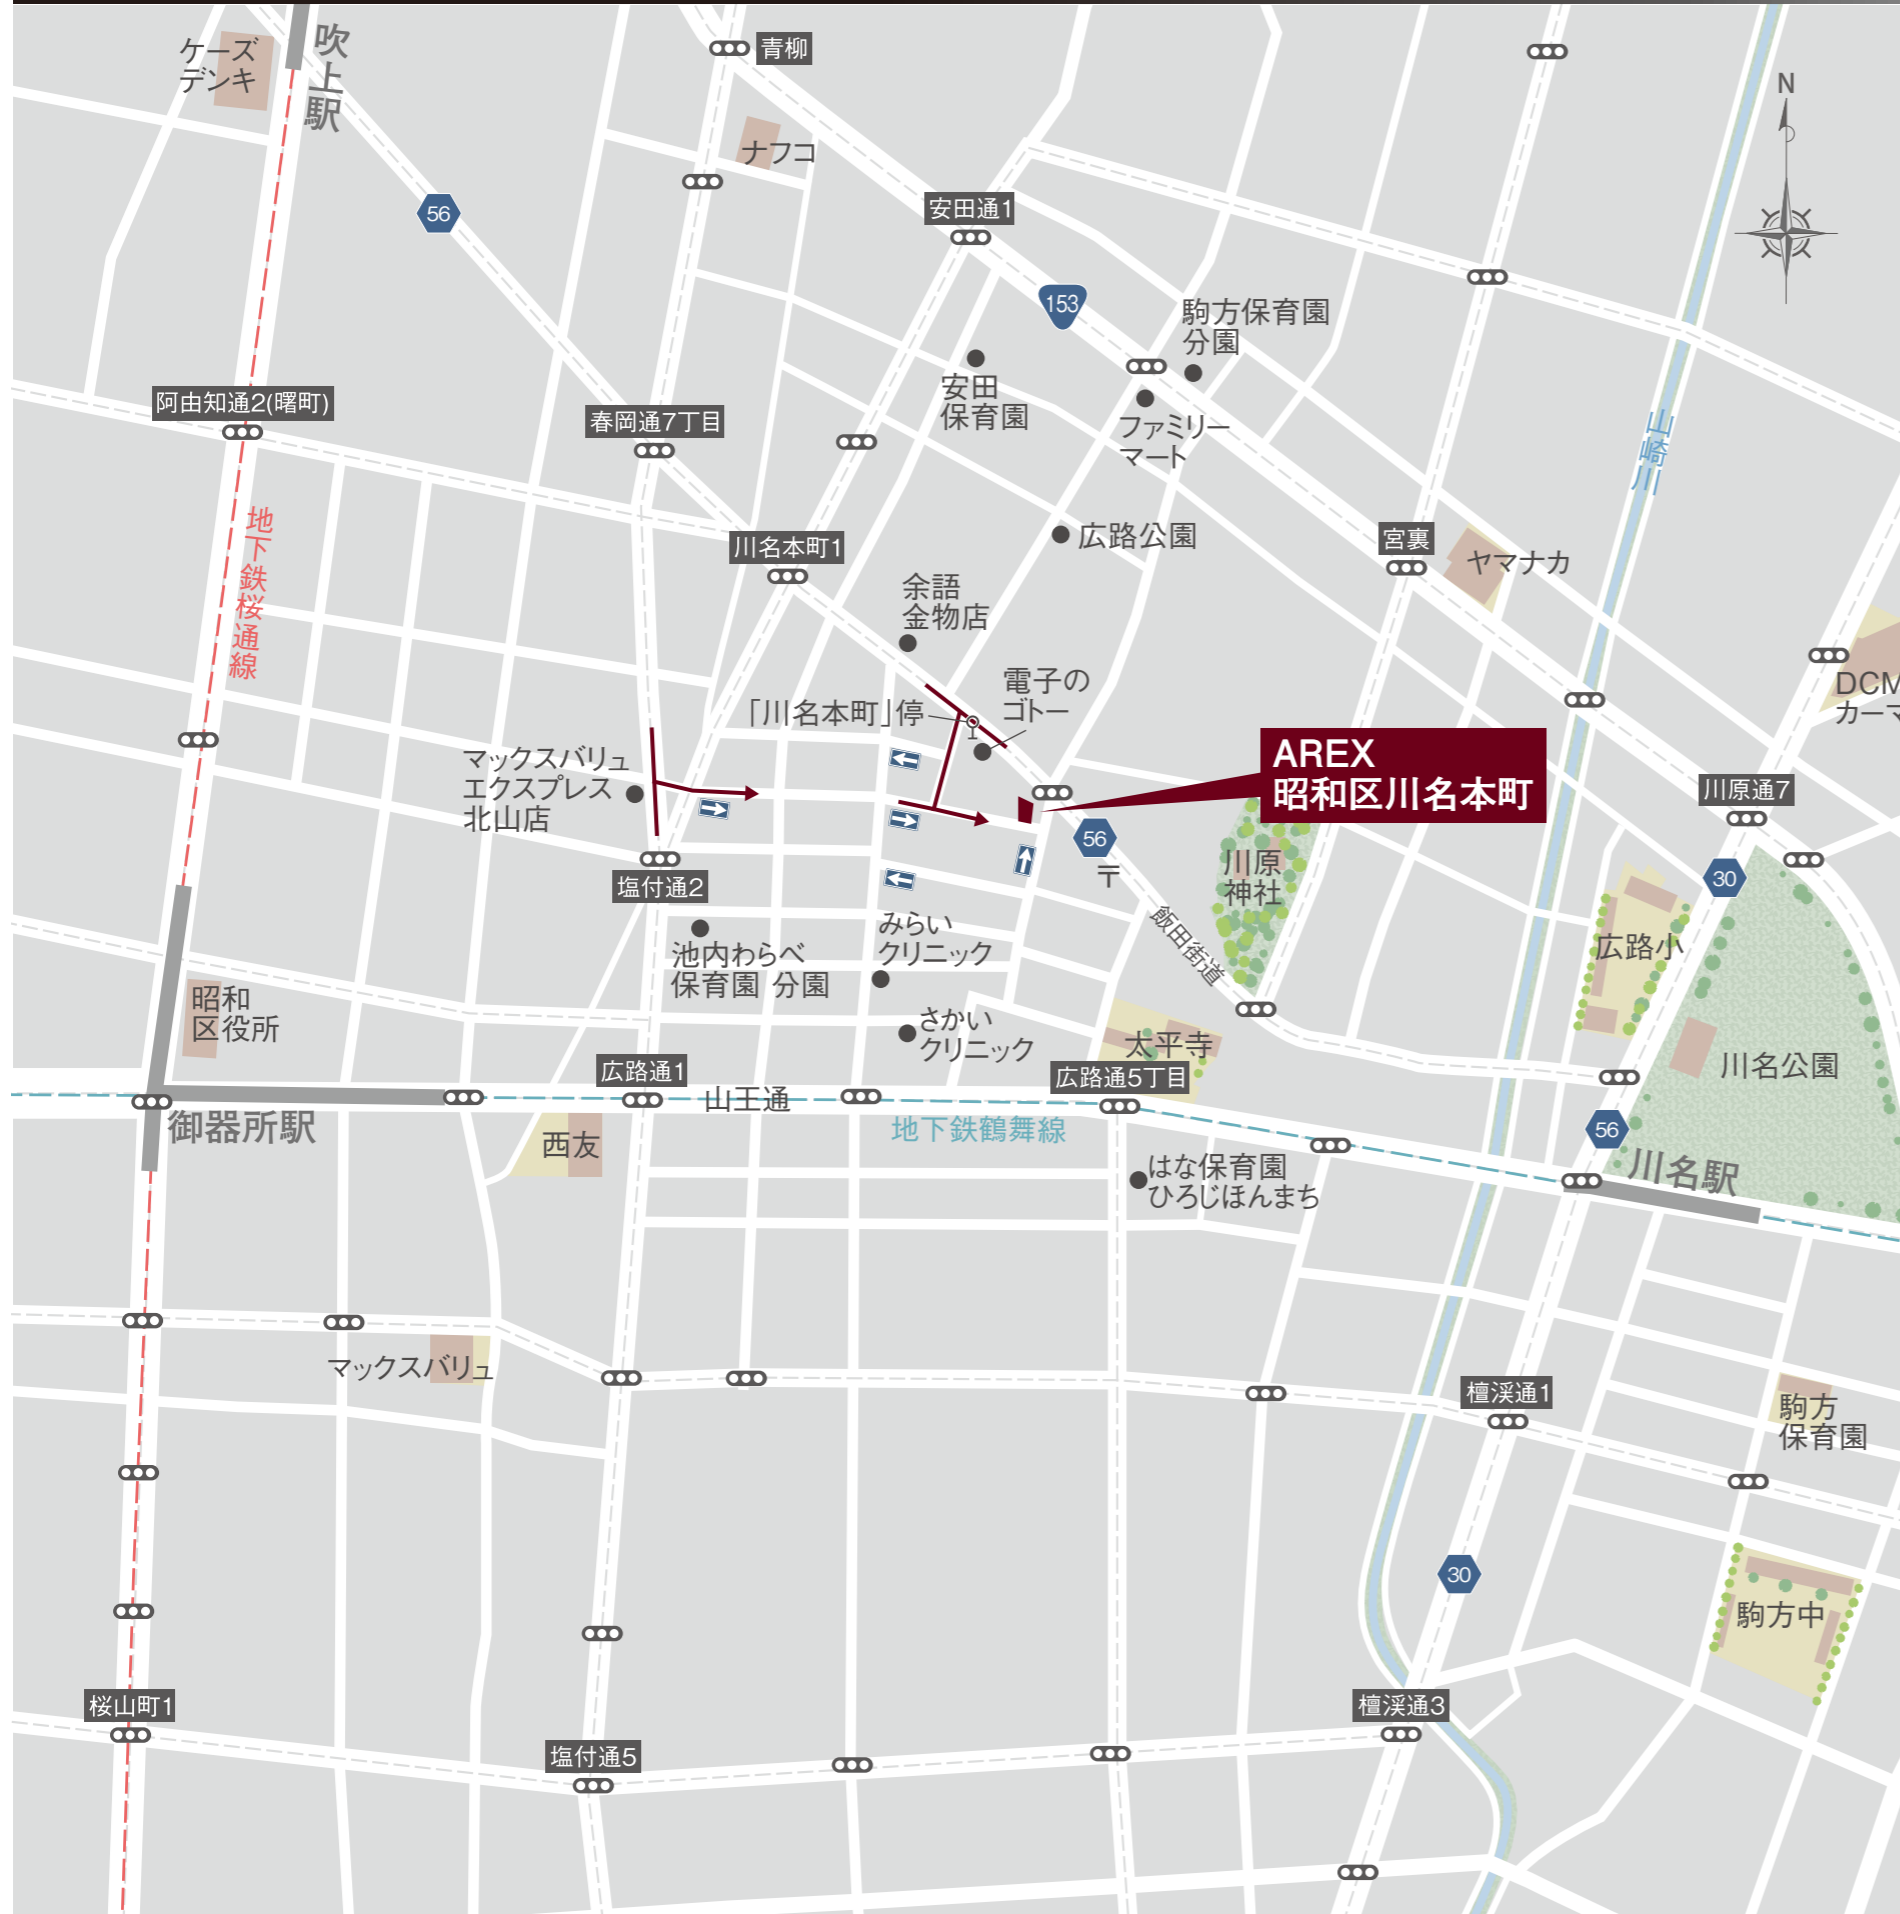 ケーズ
デンキ
吹上駅
青柳
N
ナフコ
56
安田通1
153
駒方保育園
分園
安田
保育園
ファミリー
マート
阿由知通2(曙町)
春岡通7丁目
山崎川
地下鉄桜通線
川名本町1
広路公園
宮裏
ヤマナカ
余語
金物店
電子の
ゴトー
「川名本町」停
DCM
カーマ
マックスバリュ
エクスプレス
北山店
AREX
昭和区川名本町
川原通7
56
〒
川原
神社
30
塩付通2
飯田街道
広路小
池内わらべ
保育園 分園
みらい
クリニック
昭和
区役所
さかい
クリニック
太平寺
川名公園
広路通1
山王通
広路通5丁目
御器所駅
地下鉄鶴舞線
56
西友
川名駅
はな保育園
ひろじほんまち
マックスバリュ
檀渓通1
駒方
保育園
30
駒方中
桜山町1
檀渓通3
塩付通5